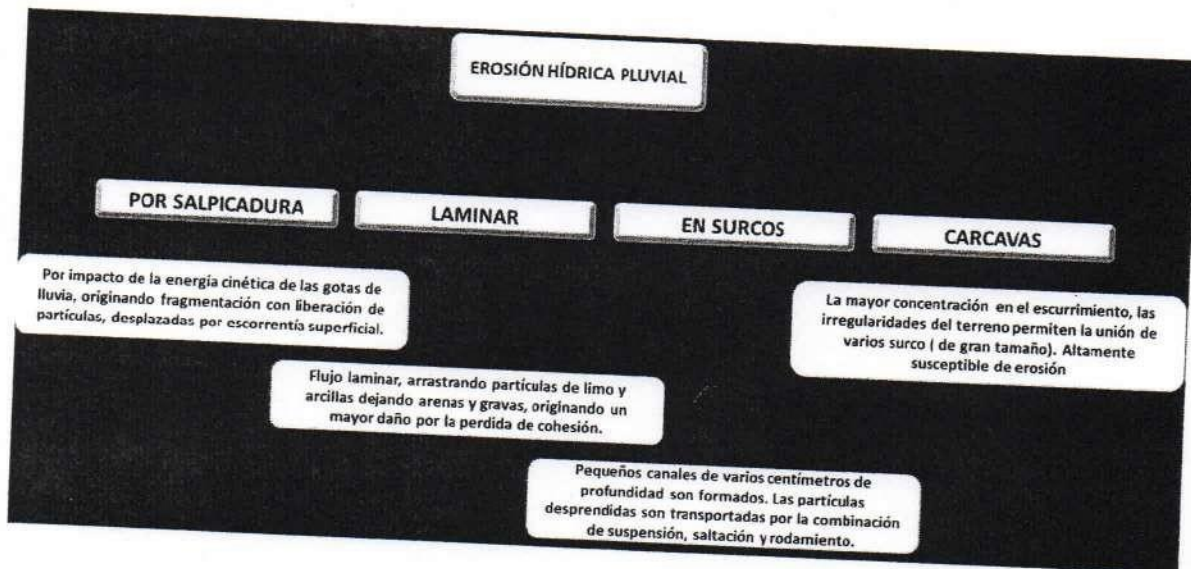 EROSIÓN HÍDRICA PLUVIAL
POR SALPICADURA
LAMINAR
EN SURCOS
CARCAVAS
Por impacto de la energía cinética de las gotas de
lluvia, originando fragmentación con liberación de
partículas, desplazadas por escorrentía superficial.
La mayor concentración en el escurrimiento, las
irregularidades del terreno permiten la unión de
varios surco ( de gran tamaño). Altamente
susceptible de erosión
Flujo laminar, arrastrando partículas de limo y
arcillas dejando arenas y gravas, originando un
mayor daño por la perdida de cohesión.
Pequeños canales de varios centímetros de
profundidad son formados. Las partículas
desprendidas son transportadas por la combinación
de suspensión, saltación y rodamiento.